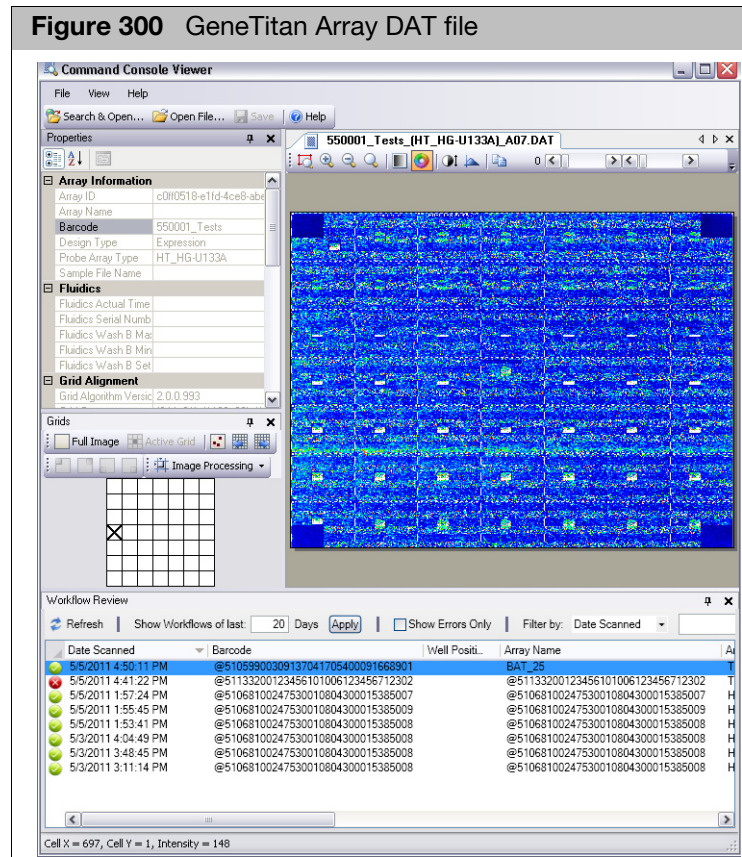 Figure 300 GeneTitan Array DAT file
Command Console Viewer
File View Help
Search & Open... Open File... Save Help
Properties
550001_Tests_(HT_HG-U133A)_A07.DAT
0
Array Information
Array ID c0ff0518-e1fd-4ce8-abe
Array Name
Barcode 550001_Tests
Design Type Expression
Probe Array Type HT_HG-U133A
Sample File Name
Fluidics
Fluidics Actual Time
Fluidics Serial Numb
Fluidics Wash B Ma
Fluidics Wash B Min
Fluidics Wash B Set
Grid Alignment
Grid Algorithm Versic 2.0.0.993
Grids
Full Image Active Grid
Image Processing
Workflow Review
Refresh Show Workflows of last: 20 Days Apply Show Errors Only Filter by: Date Scanned
Date Scanned Barcode Well Positi... Array Name
5/5/2011 4:50:11 PM @51059900309137041705400091668901 BAT_25 T
5/5/2011 4:41:22 PM @51133200123456101006123456712302 @51133200123456101006123456712302 T
5/5/2011 1:57:24 PM @51068100247530010804300015385007 @51068100247530010804300015385007 H
5/5/2011 1:55:45 PM @51068100247530010804300015385009 @51068100247530010804300015385009 H
5/5/2011 1:53:41 PM @51068100247530010804300015385008 @51068100247530010804300015385008 H
5/3/2011 4:04:49 PM @51068100247530010804300015385008 @51068100247530010804300015385008 H
5/3/2011 3:48:45 PM @51068100247530010804300015385008 @51068100247530010804300015385008 H
5/3/2011 3:11:14 PM @51068100247530010804300015385008 @51068100247530010804300015385008 H
Cell X = 697, Cell Y = 1, Intensity = 148